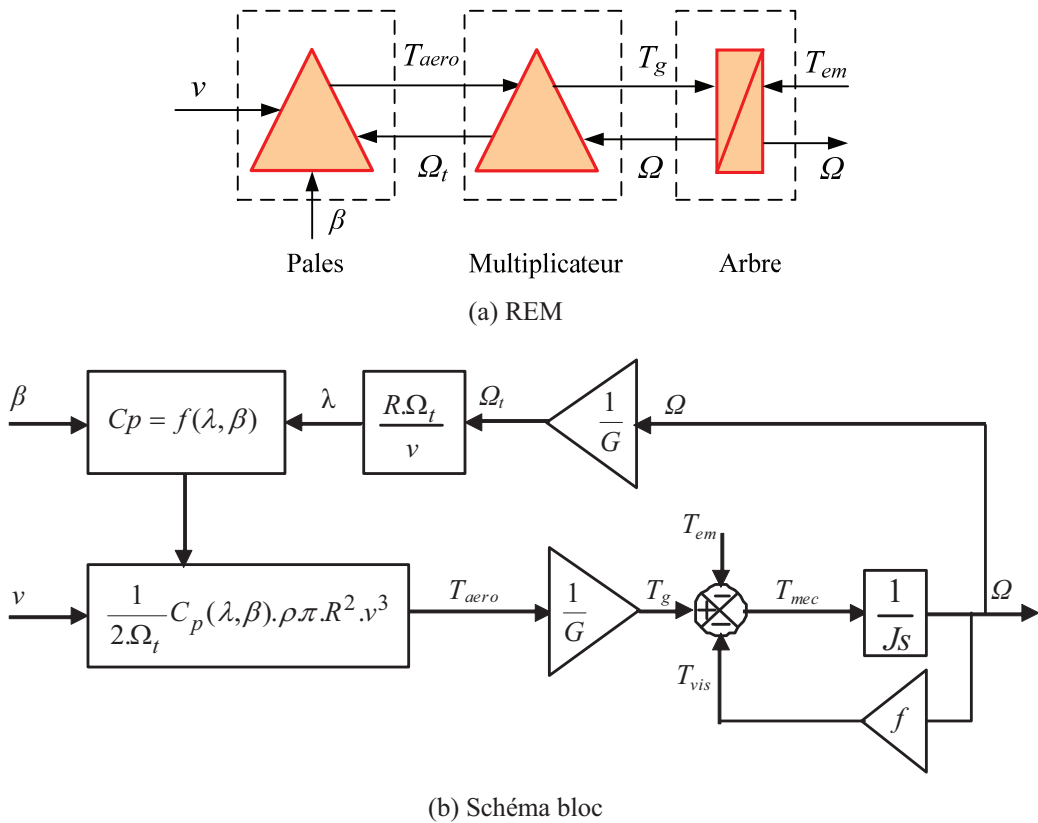 v
T_aero
T_g
T_em
Ω_t
Ω
Ω
β
Pales
Multiplicateur
Arbre
(a) REM
β
Cp = f(λ, β)
λ
R.Ω_t / v
Ω_t
1/G
Ω
v
1/(2.Ω_t) C_p(λ,β).ρ.π.R².v³
T_aero
1/G
T_g
T_em
+
−
−
T_mec
1/Js
Ω
T_vis
f
(b) Schéma bloc